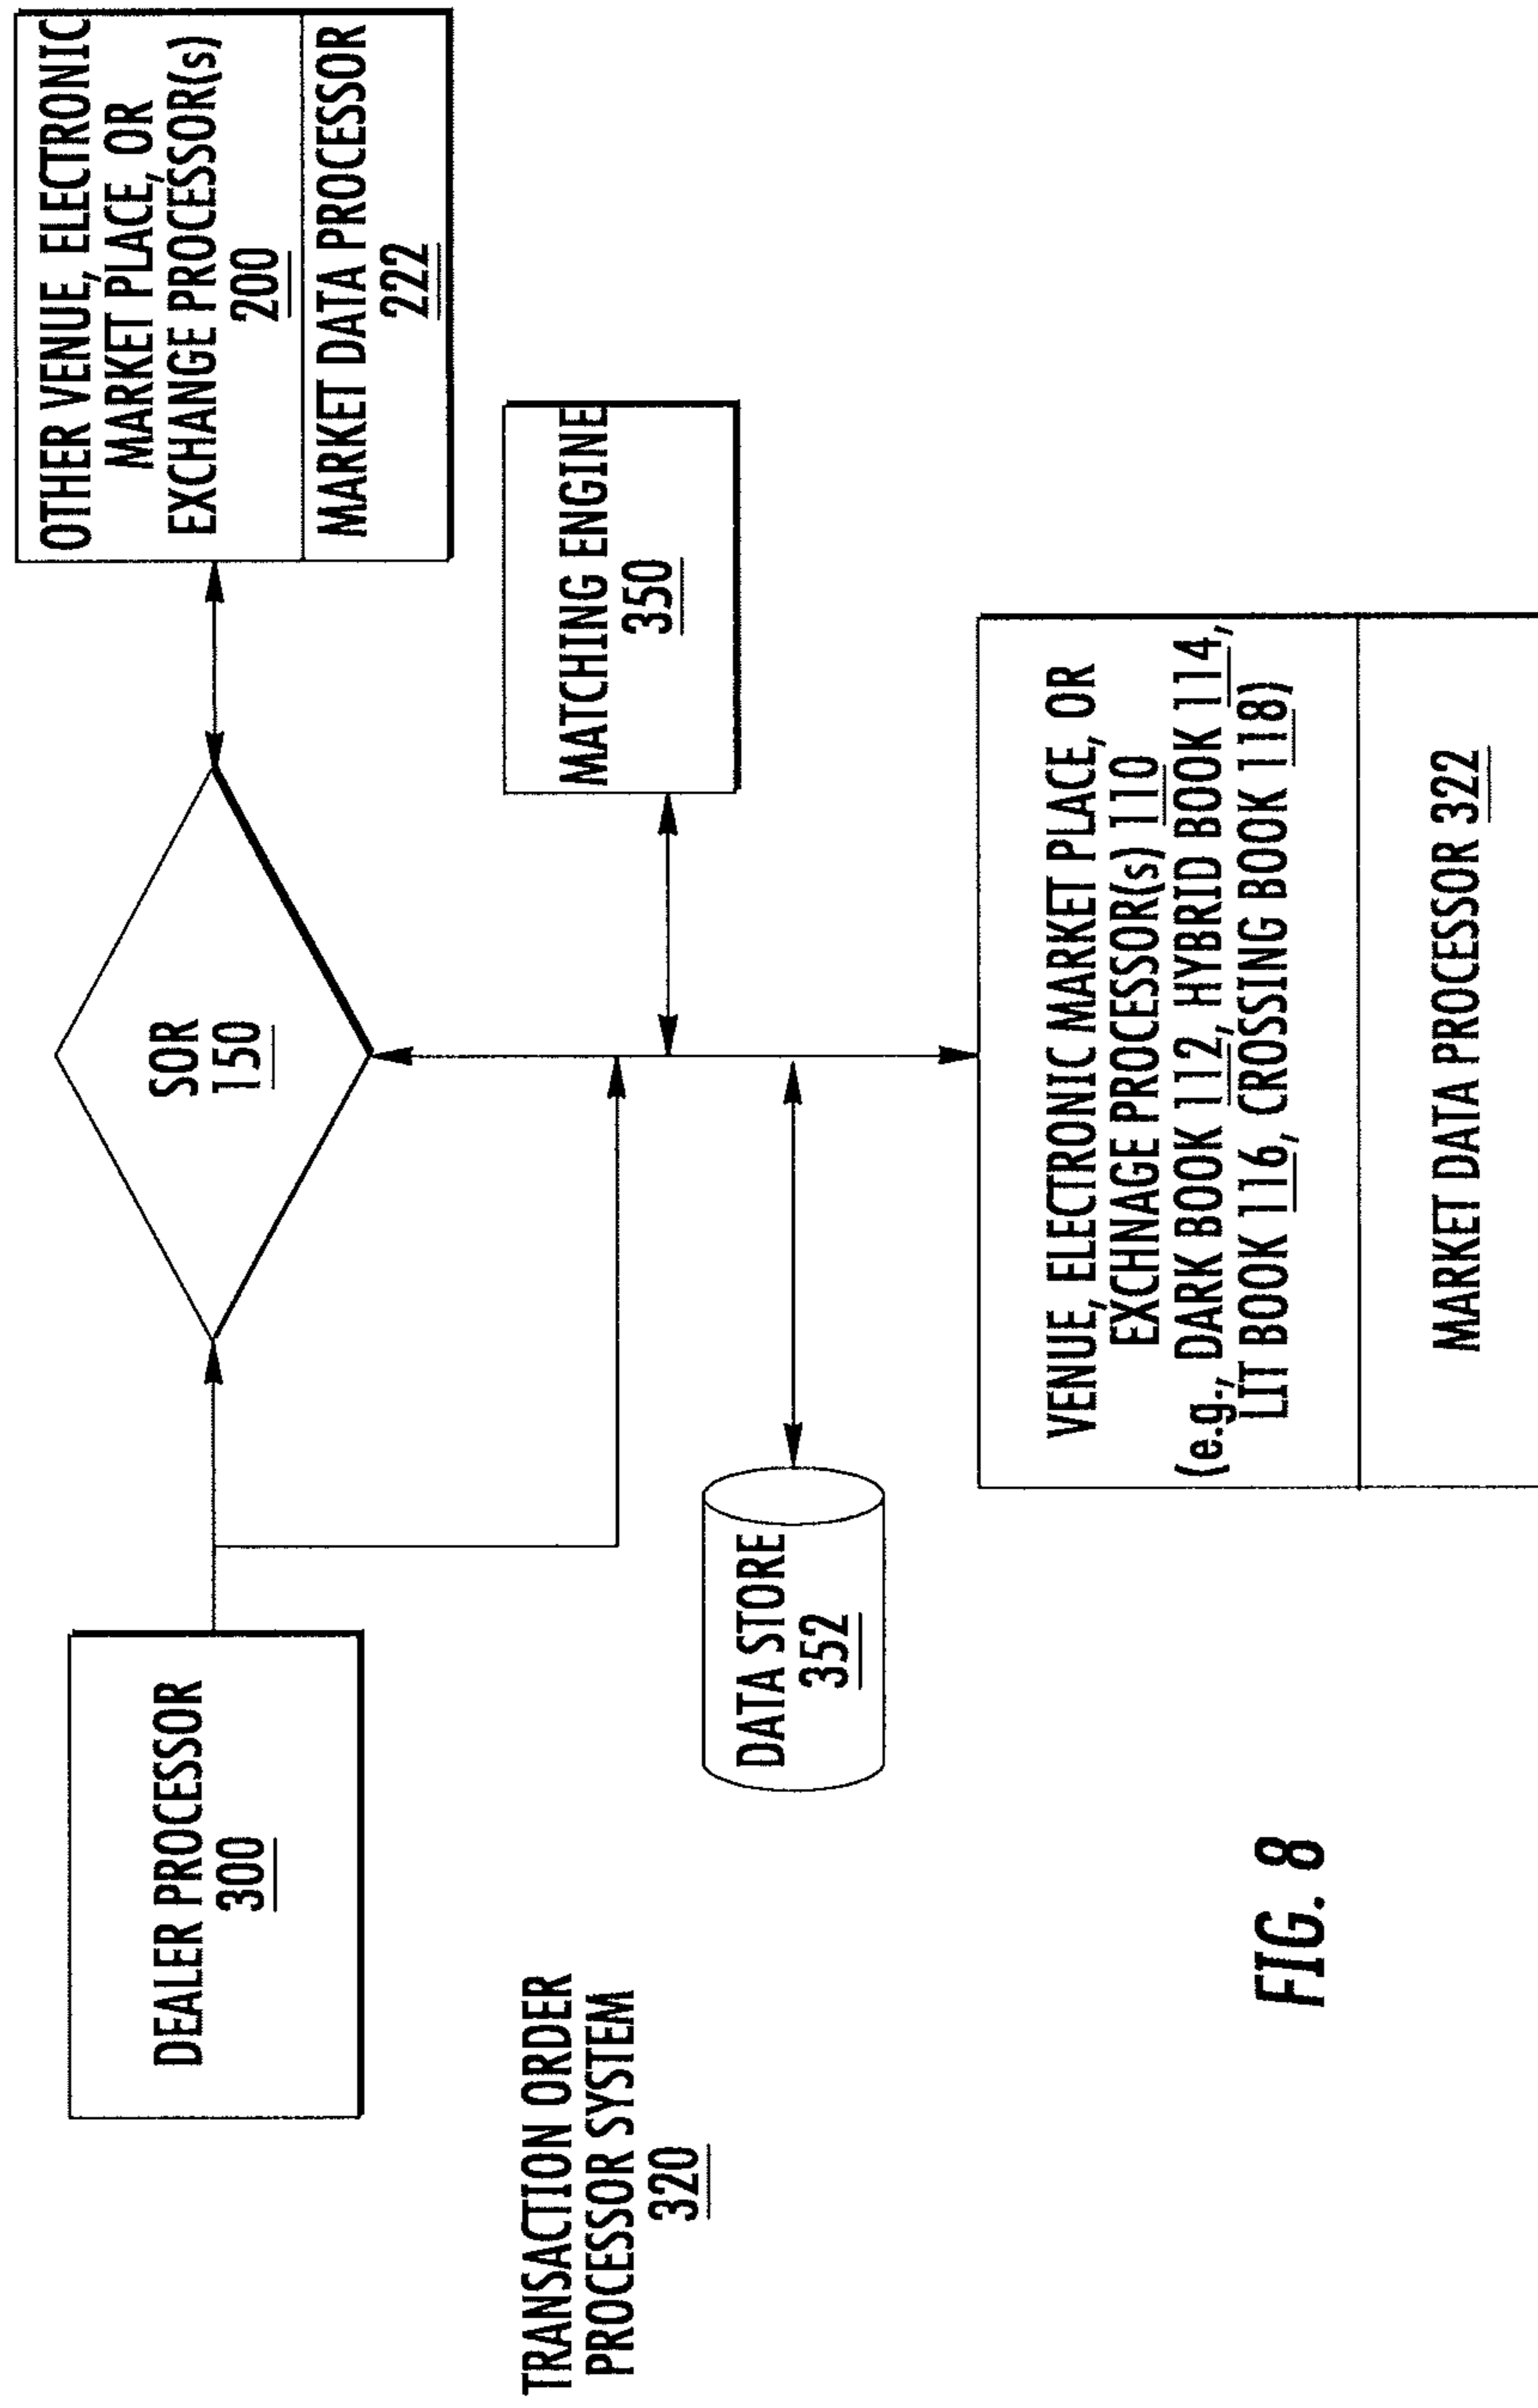 DEALER PROCESSOR
300
SOR
150
OTHER VENUE, ELECTRONIC
MARKET PLACE, OR
EXCHANGE PROCESSOR(s)
200
MARKET DATA PROCESSOR
222
TRANSACTION ORDER
PROCESSOR SYSTEM
320
MATCHING ENGINE
350
DATA STORE
352
VENUE, ELECTRONIC MARKET PLACE, OR
EXCHNAGE PROCESSOR(s) 110
(e.g., DARK BOOK 112, HYBRID BOOK 114,
LIT BOOK 116, CROSSING BOOK 118)
MARKET DATA PROCESSOR 322
FIG. 8